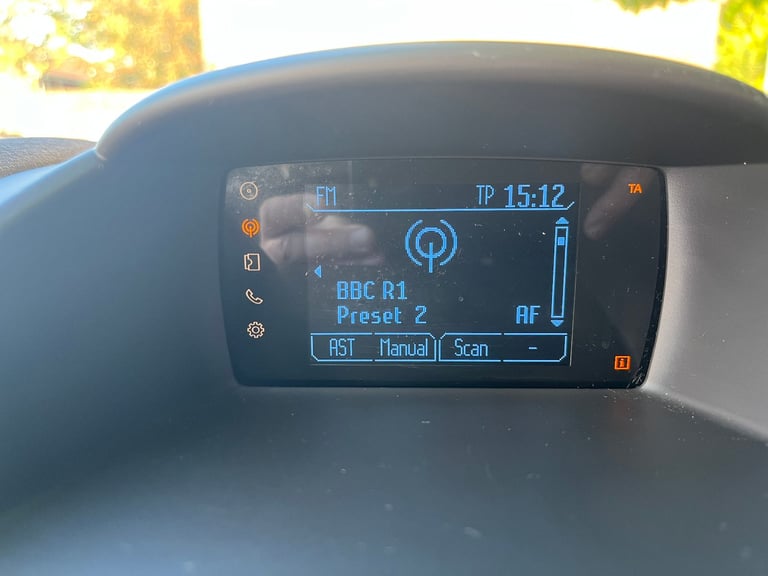 FM TP 15:12 TA
BBC R1
Preset 2 AF
AST Manual Scan -
i